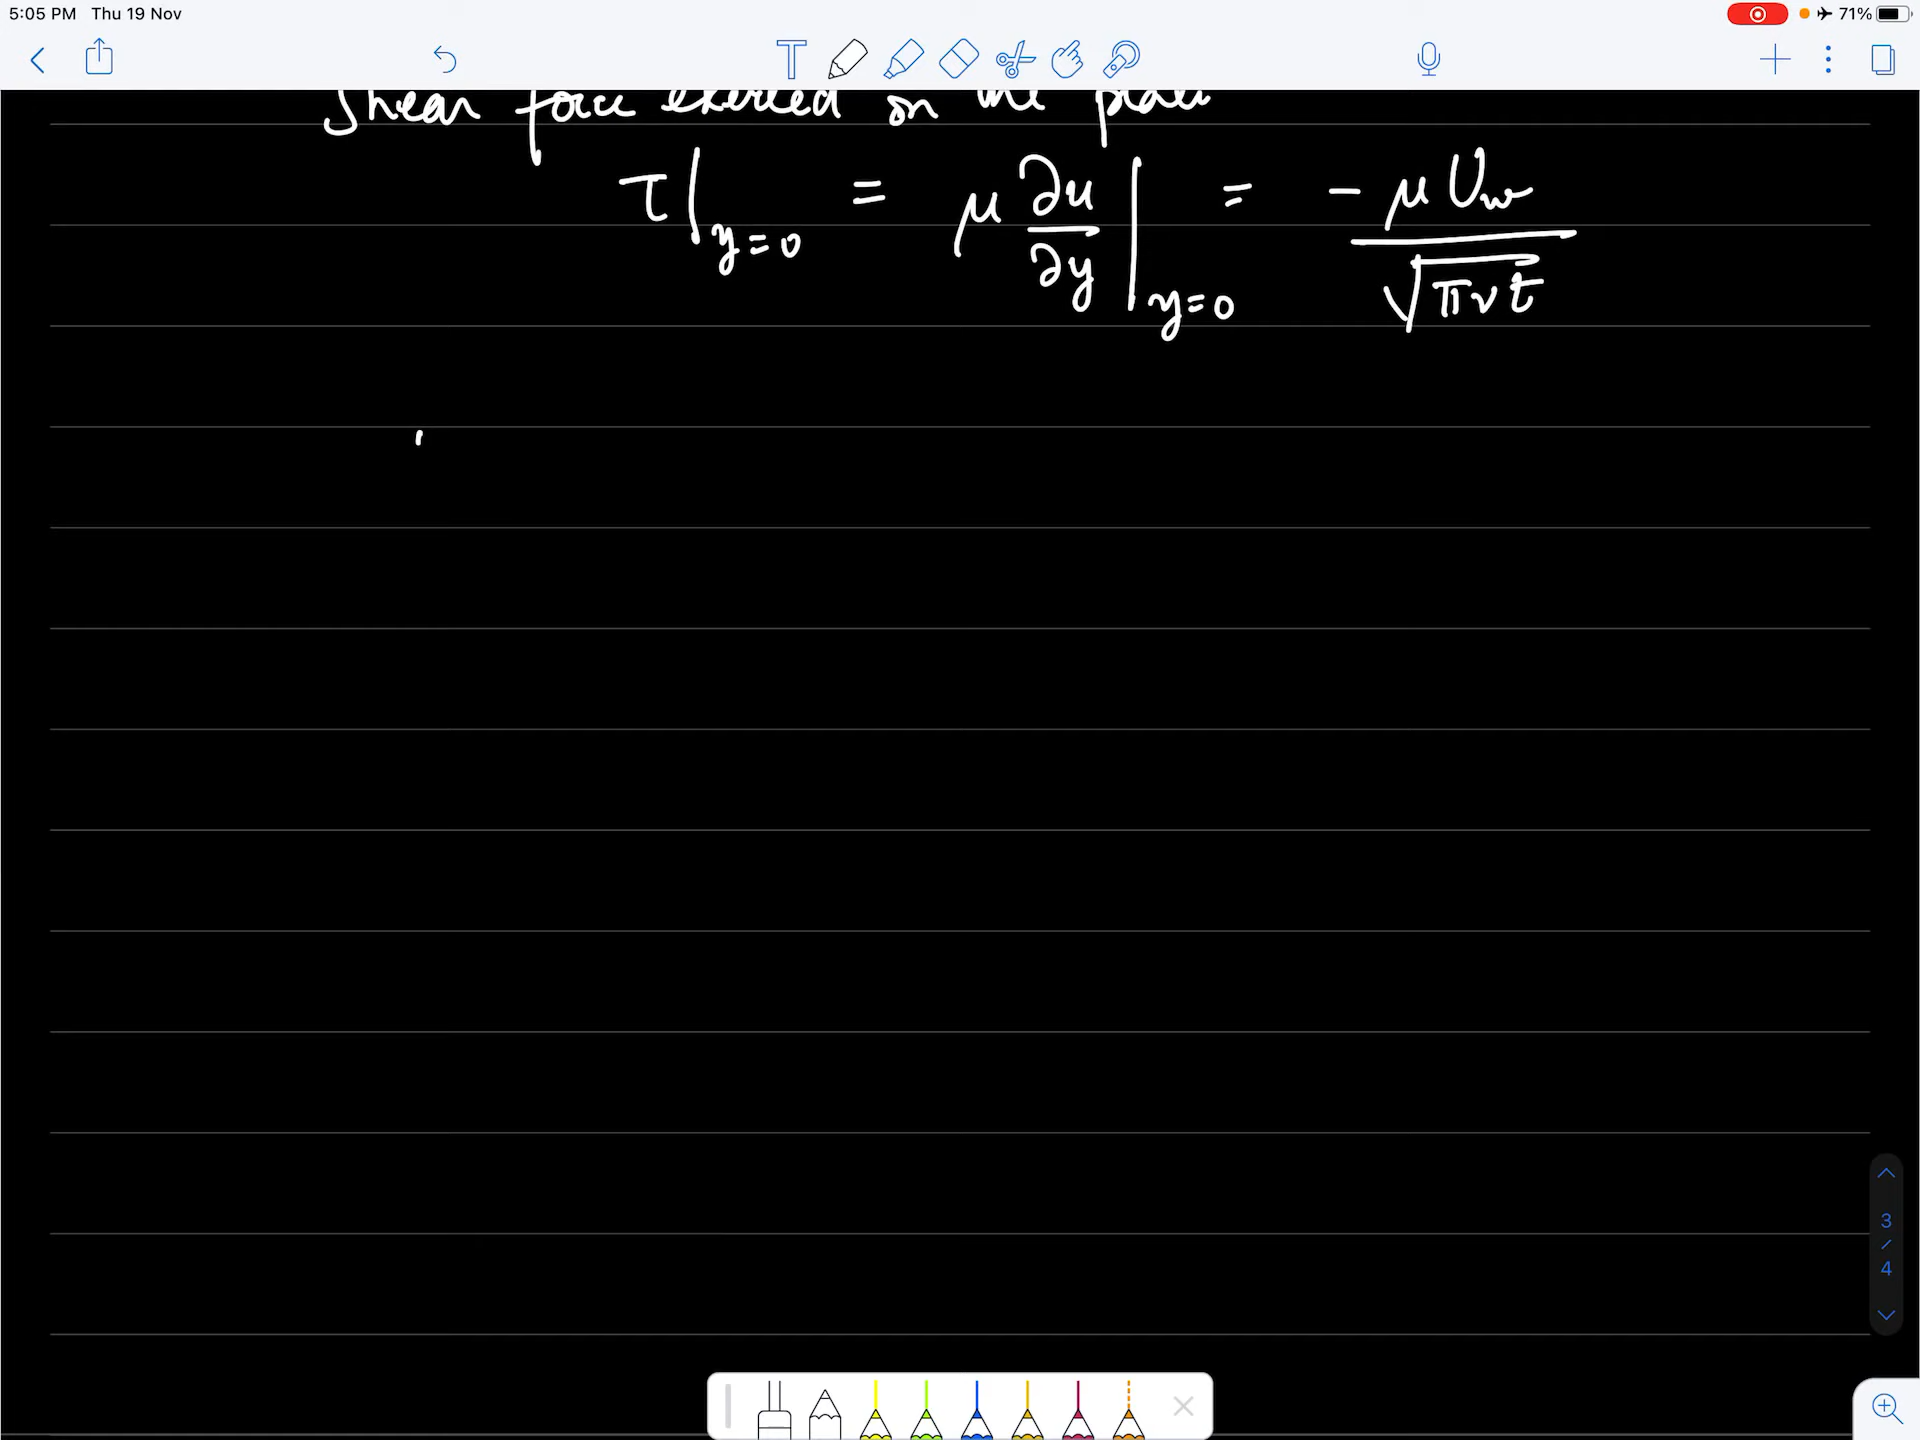 5:05 PM Thu 19 Nov 71%
Shear force exerted on the plate
τ|y=0 = μ ∂u/∂y |y=0 = -μUw/√πνt
3
/
4